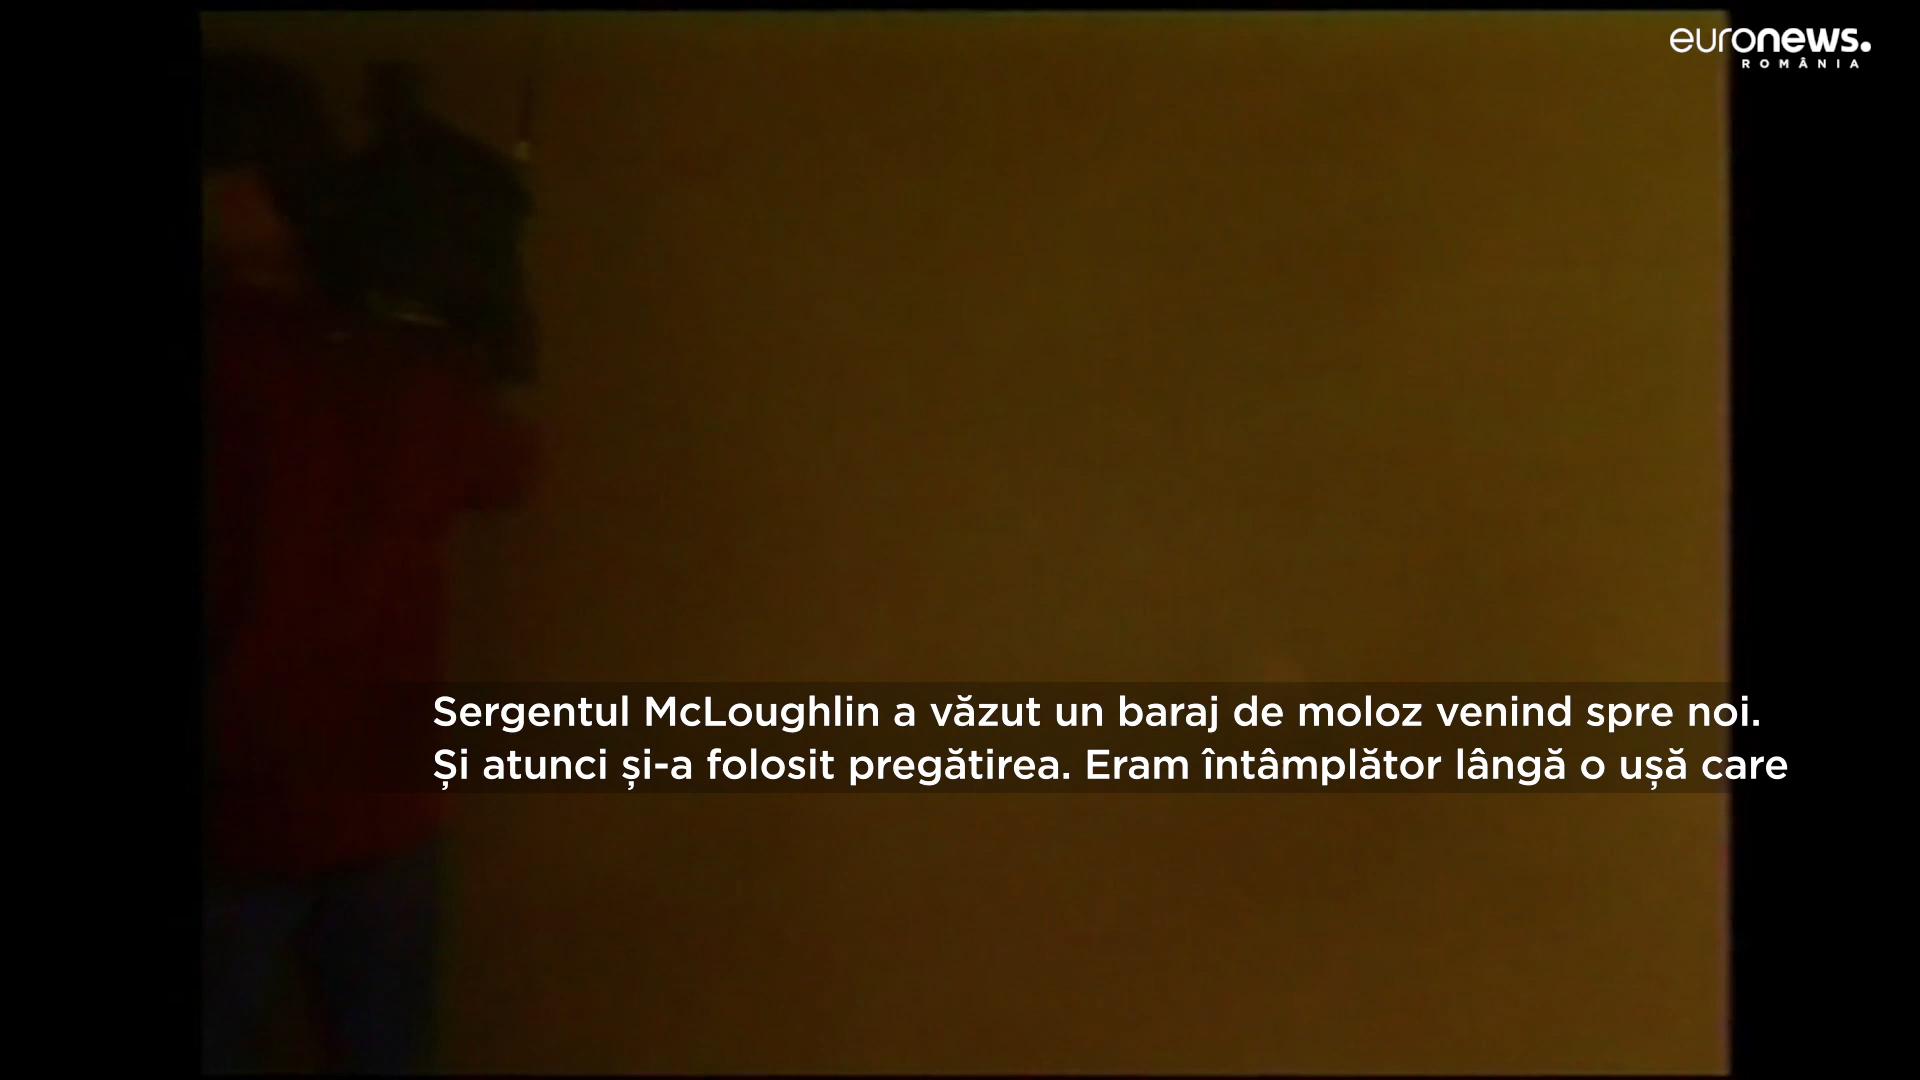 euronews.
ROMÂNIA
Sergentul McLoughlin a văzut un baraj de moloz venind spre noi.
Și atunci și-a folosit pregătirea. Eram întâmplător lângă o ușă care